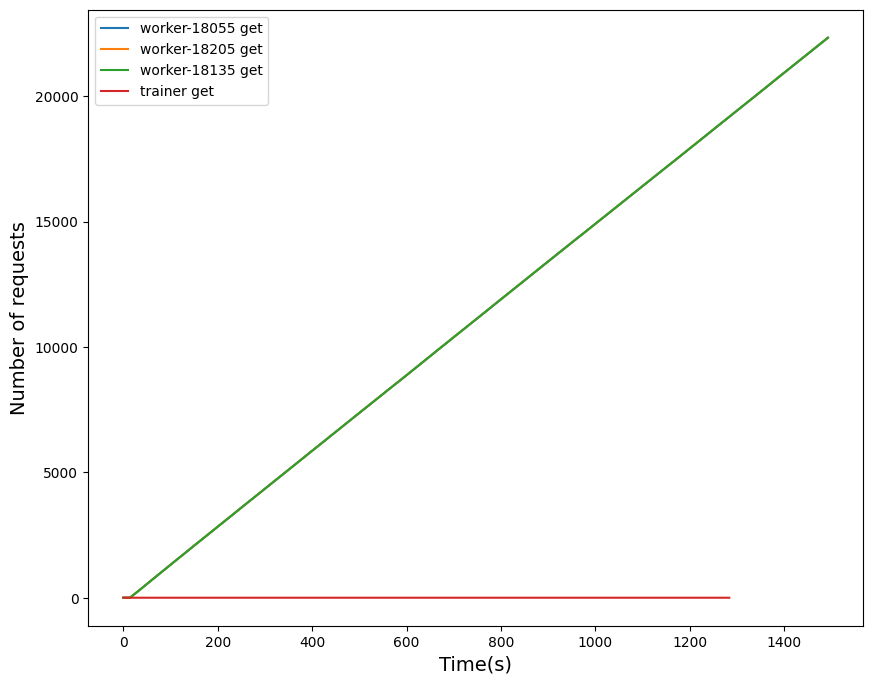 worker-18055 get
worker-18205 get
worker-18135 get
trainer get
Number of requests
20000
15000
10000
5000
0
0 200 400 600 800 1000 1200 1400
Time(s)